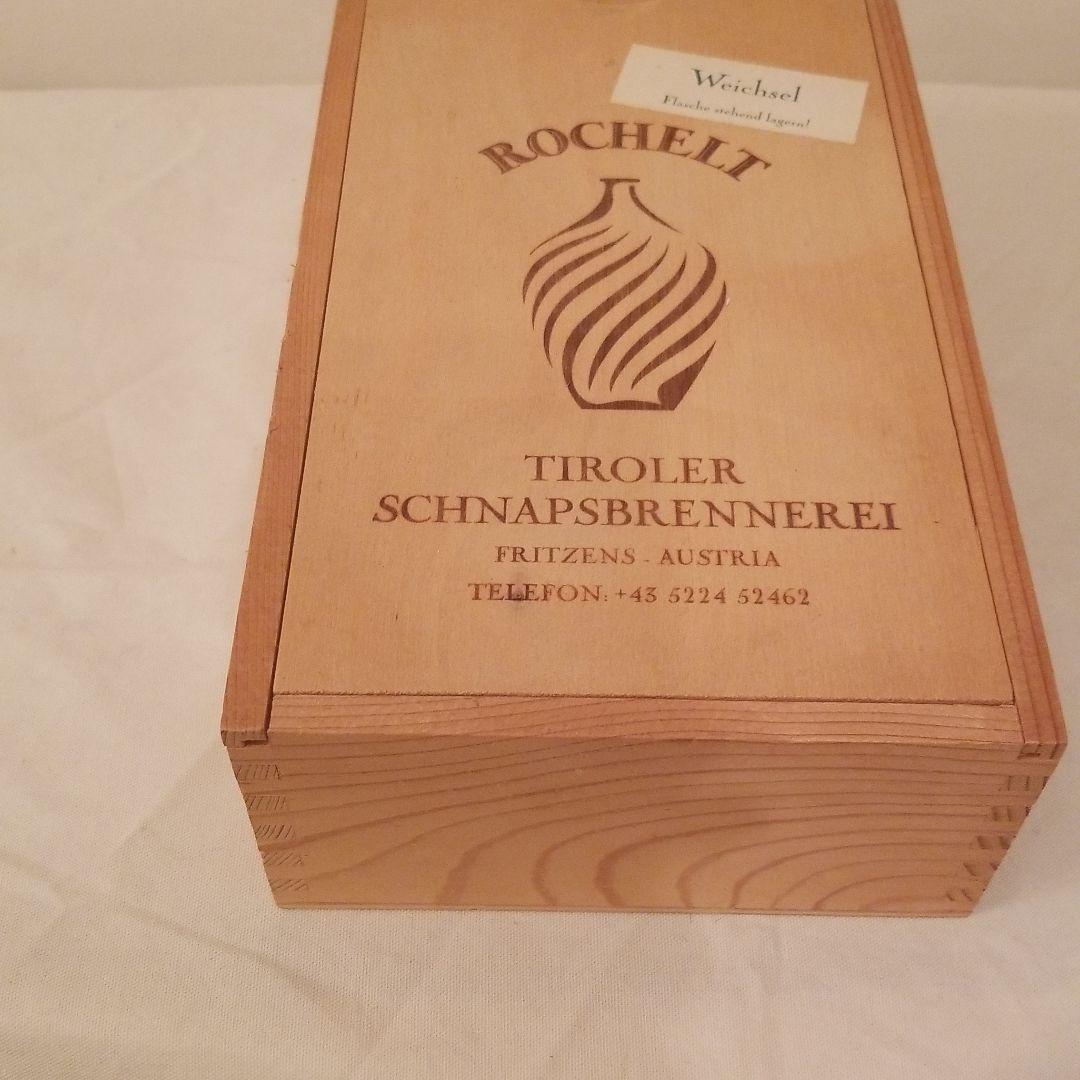 Weichsel
Flasche stehend lagern!
ROCHELT
TIROLER
SCHNAPSBRENNEREI
FRITZENS - AUSTRIA
TELEFON: +43 5224 52462